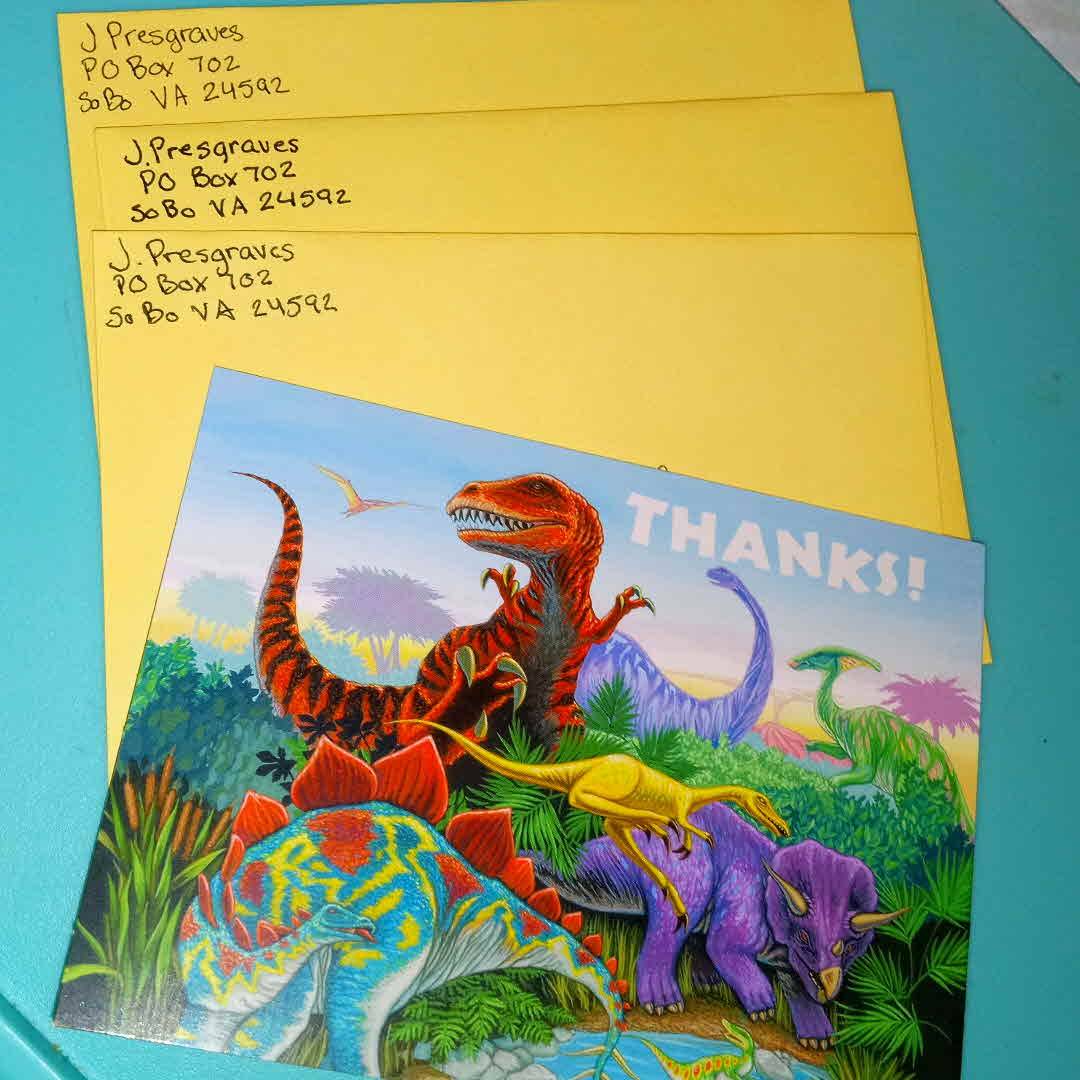 J Presgraves
PO Box 702
SoBo VA 24592
J. Presgraves
PO Box 702
SoBo VA 24592
J. Presgraves
PO Box 702
SoBo VA 24592
THANKS!